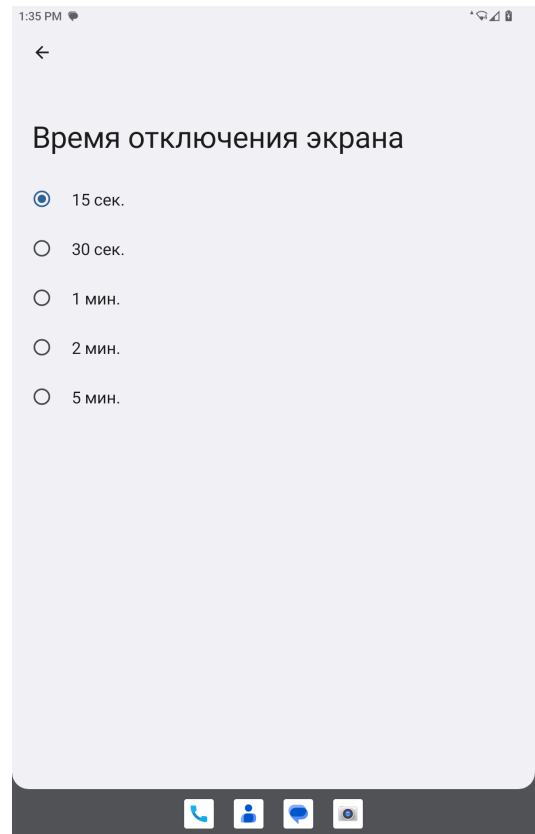 1:35 PM
Время отключения экрана
15 сек.
30 сек.
1 мин.
2 мин.
5 мин.